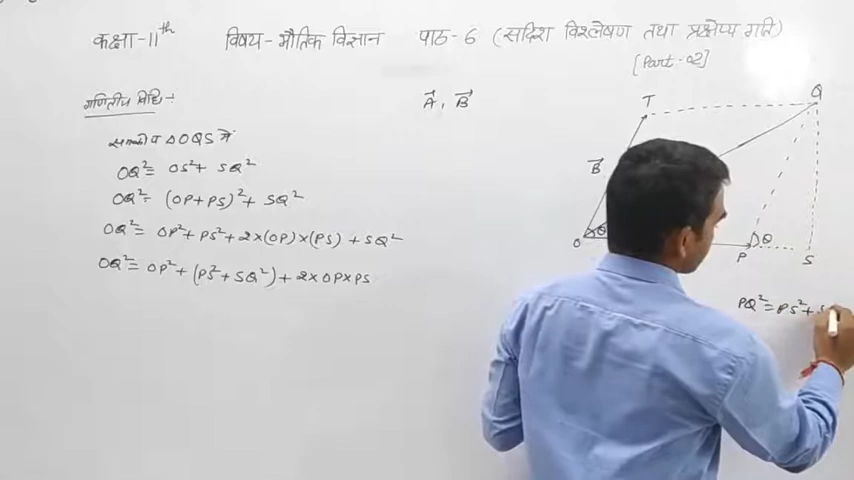 कक्षा-11th विषय-भौतिक विज्ञान पाठ-6 (सदिश विश्लेषण तथा प्रक्षेप्य गति)
[Part-02]
गणितीय विधि :-
A⃗, B⃗
समकोण ΔOQS में
OQ² = OS² + SQ²
OQ² = (OP+PS)² + SQ²
OQ² = OP² + PS² + 2×(OP)×(PS) + SQ²
OQ² = OP² + (PS² + SQ²) + 2×OP×PS
T
Q
B⃗
O
θ
P
θ
S
PQ² = PS² + S